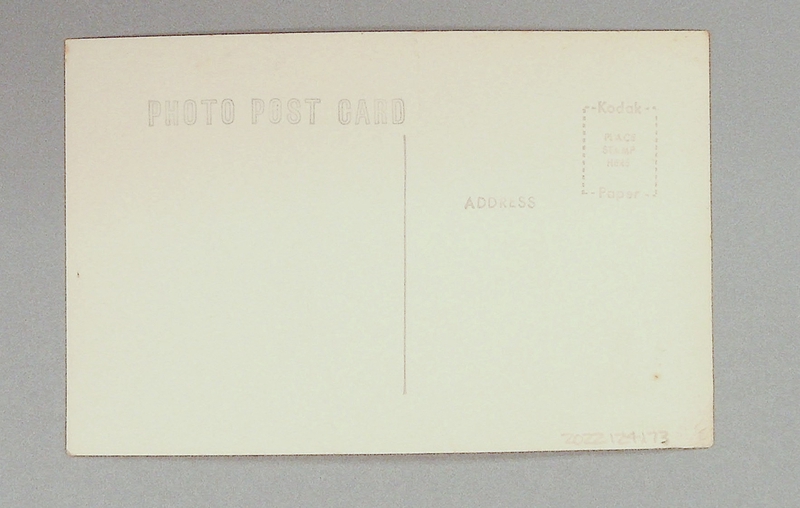 PHOTO POST CARD
Kodak
PLACE
STAMP
HERE
Paper
ADDRESS
2022.124.173